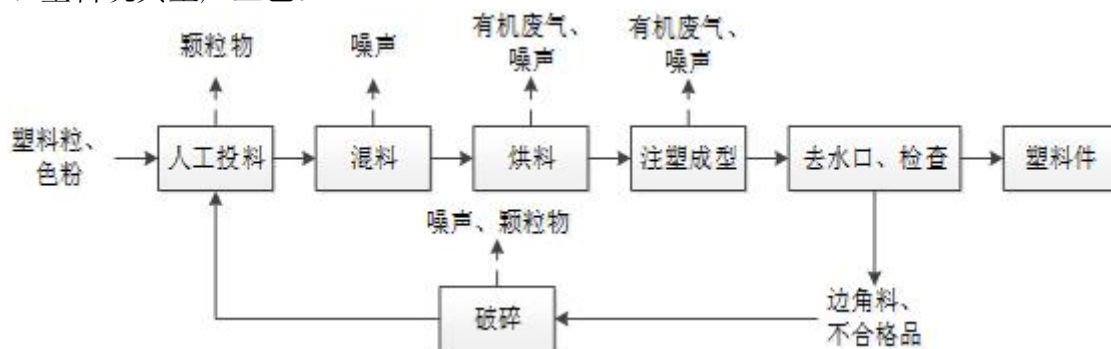 颗粒物
噪声
有机废气、
噪声
有机废气、
噪声
塑料粒、
色粉
人工投料
混料
烘料
注塑成型
去水口、检查
塑料件
噪声、颗粒物
破碎
边角料、
不合格品